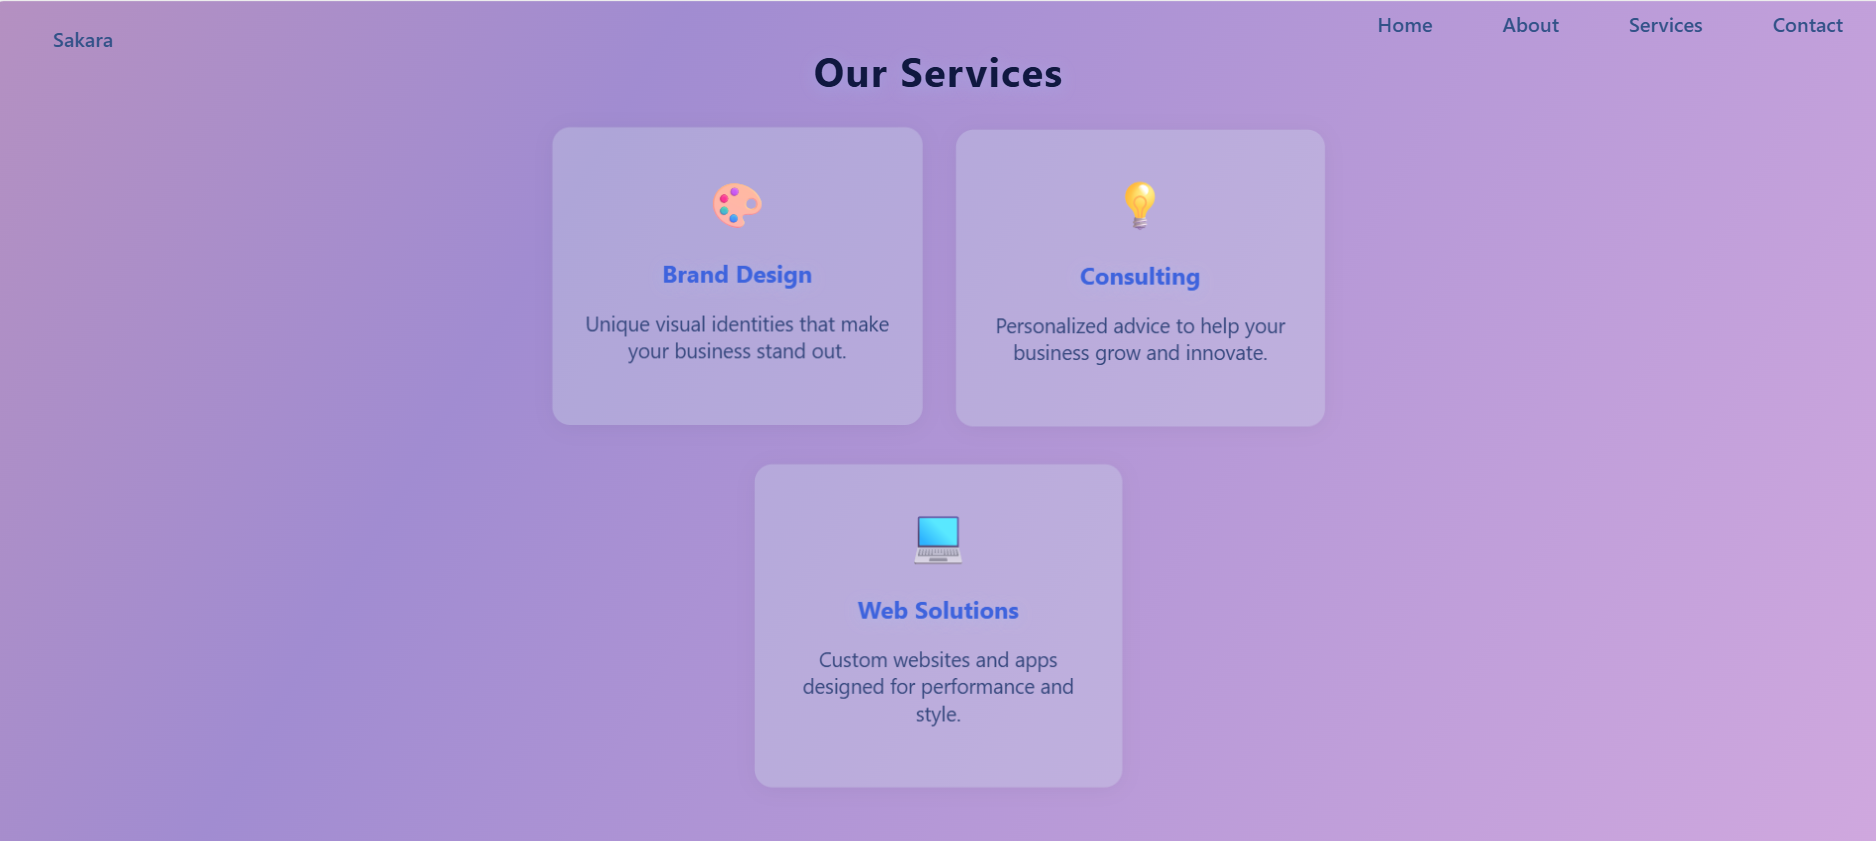 Sakara
Home
About
Services
Contact
Our Services
Brand Design
Unique visual identities that make
your business stand out.
Consulting
Personalized advice to help your
business grow and innovate.
Web Solutions
Custom websites and apps
designed for performance and
style.